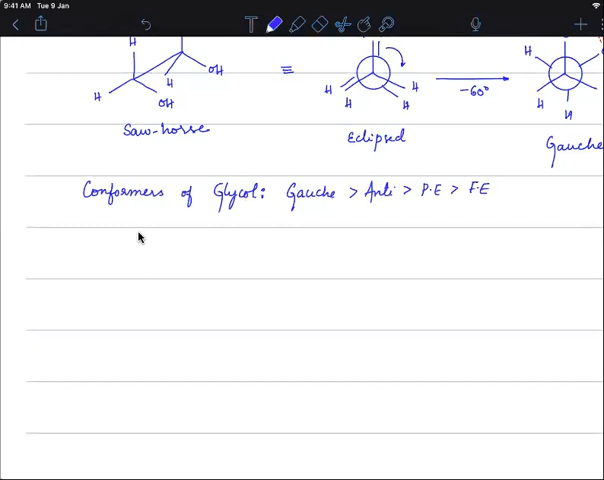 9:41 AM Tue 9 Jan
H
H
OH
H
OH
Saw-horse
≡
H
H
H
H
Eclipsed
-60°
H
H
H
Gauche
Conformers of Glycol: Gauche > Anti > P.E > F.E